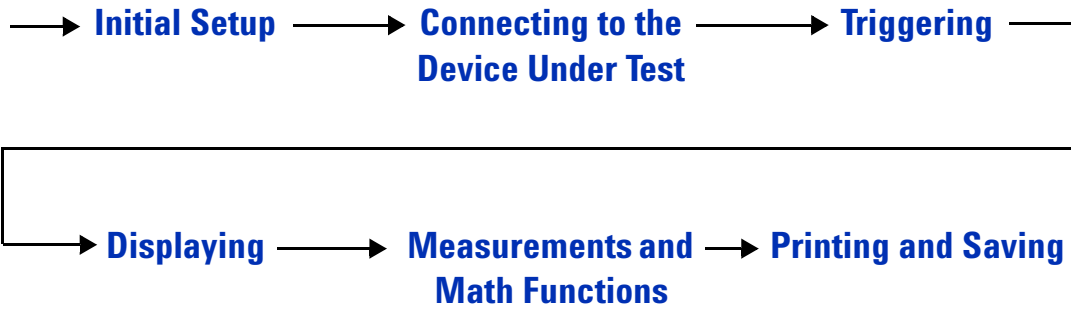 Initial Setup
Connecting to the
Device Under Test
Triggering
Displaying
Measurements and
Math Functions
Printing and Saving